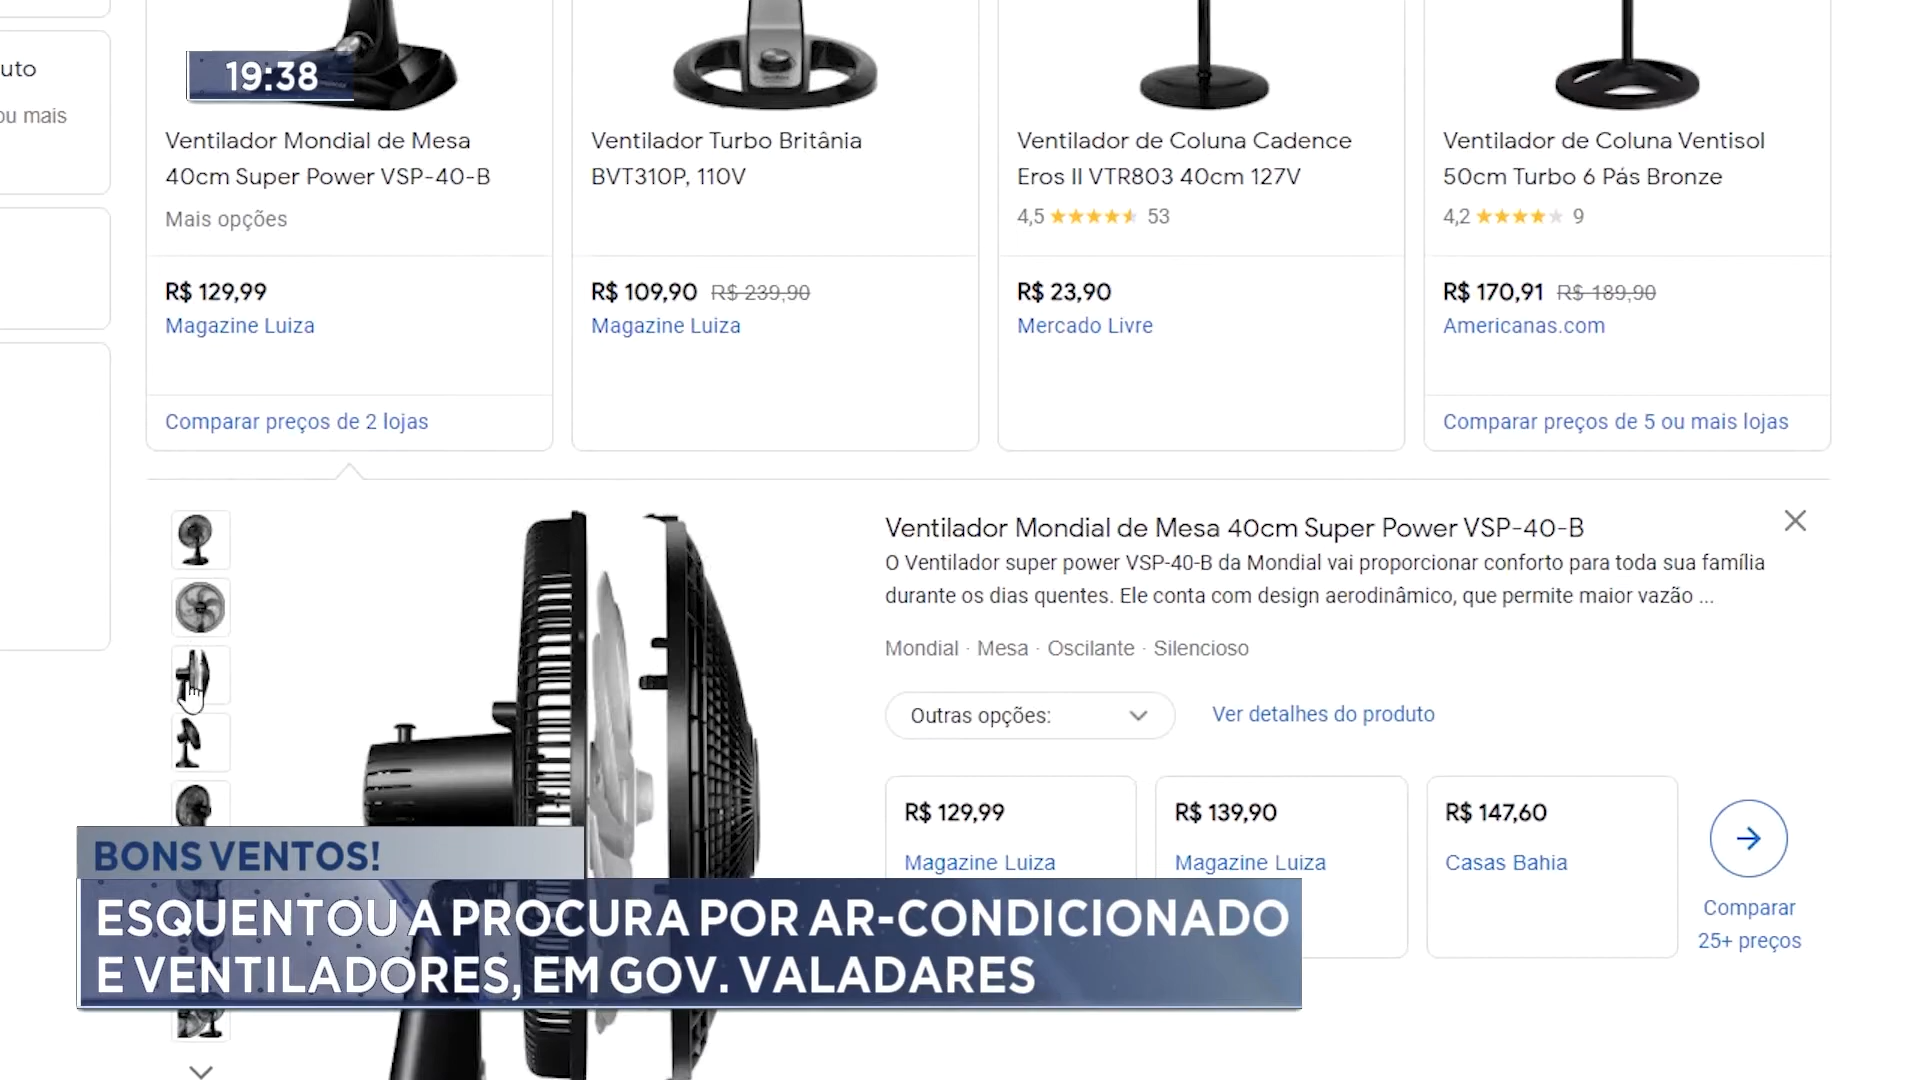 uto
ou mais
19:38
Ventilador Mondial de Mesa
40cm Super Power VSP-40-B
Mais opções
R$ 129,99
Magazine Luiza
Comparar preços de 2 lojas
Ventilador Turbo Britânia
BVT310P, 110V
R$ 109,90 R$ 239,90
Magazine Luiza
Ventilador de Coluna Cadence
Eros II VTR803 40cm 127V
4,5 53
R$ 23,90
Mercado Livre
Ventilador de Coluna Ventisol
50cm Turbo 6 Pás Bronze
4,2 9
R$ 170,91 R$ 189,90
Americanas.com
Comparar preços de 5 ou mais lojas
Ventilador Mondial de Mesa 40cm Super Power VSP-40-B
O Ventilador super power VSP-40-B da Mondial vai proporcionar conforto para toda sua família
durante os dias quentes. Ele conta com design aerodinâmico, que permite maior vazão ...
Mondial · Mesa · Oscilante · Silencioso
Outras opções:
Ver detalhes do produto
R$ 129,99
Magazine Luiza
R$ 139,90
Magazine Luiza
R$ 147,60
Casas Bahia
Comparar
25+ preços
BONS VENTOS!
ESQUENTOU A PROCURA POR AR-CONDICIONADO
E VENTILADORES, EM GOV. VALADARES